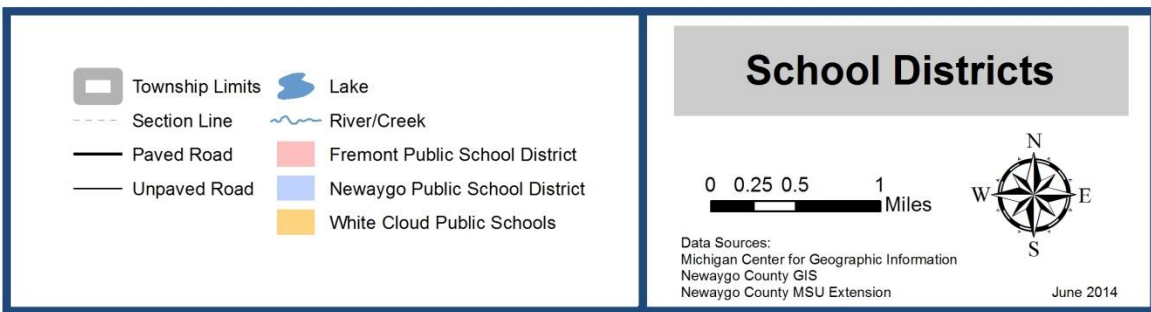 Township Limits
Section Line
Paved Road
Unpaved Road
Lake
River/Creek
Fremont Public School District
Newaygo Public School District
White Cloud Public Schools
School Districts
0 0.25 0.5 1
Miles
N
W E
S
Data Sources:
Michigan Center for Geographic Information
Newaygo County GIS
Newaygo County MSU Extension
June 2014